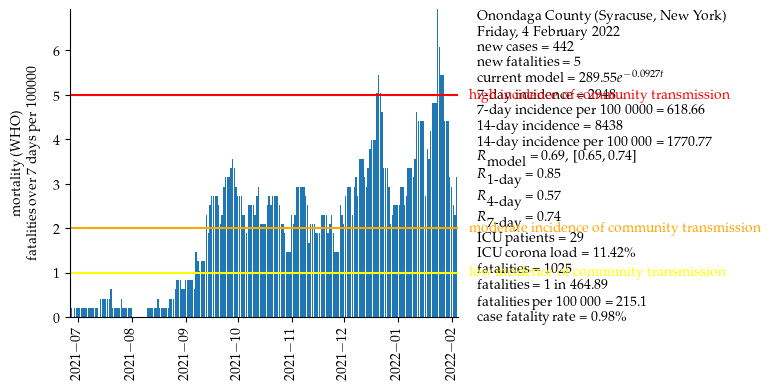 mortality (WHO)
fatalities over 7 days per 100000
6
5
4
3
2
1
0
2021−07
2021−08
2021−09
2021−10
2021−11
2021−12
2022−01
2022−02
Onondaga County (Syracuse, New York)
Friday, 4 February 2022
new cases = 442
new fatalities = 5
current model = 289.55e^{−0.0927t}
7-day incidence = 2948
high incidence of community transmission
7-day incidence per 100 0000 = 618.66
14-day incidence = 8438
14-day incidence per 100 000 = 1770.77
R_model = 0.69, [0.65, 0.74]
R_1-day = 0.85
R_4-day = 0.57
R_7-day = 0.74
moderate incidence of community transmission
ICU patients = 29
ICU corona load = 11.42%
fatalities = 1025
low incidence of community transmission
fatalities = 1 in 464.89
fatalities per 100 000 = 215.1
case fatality rate = 0.98%